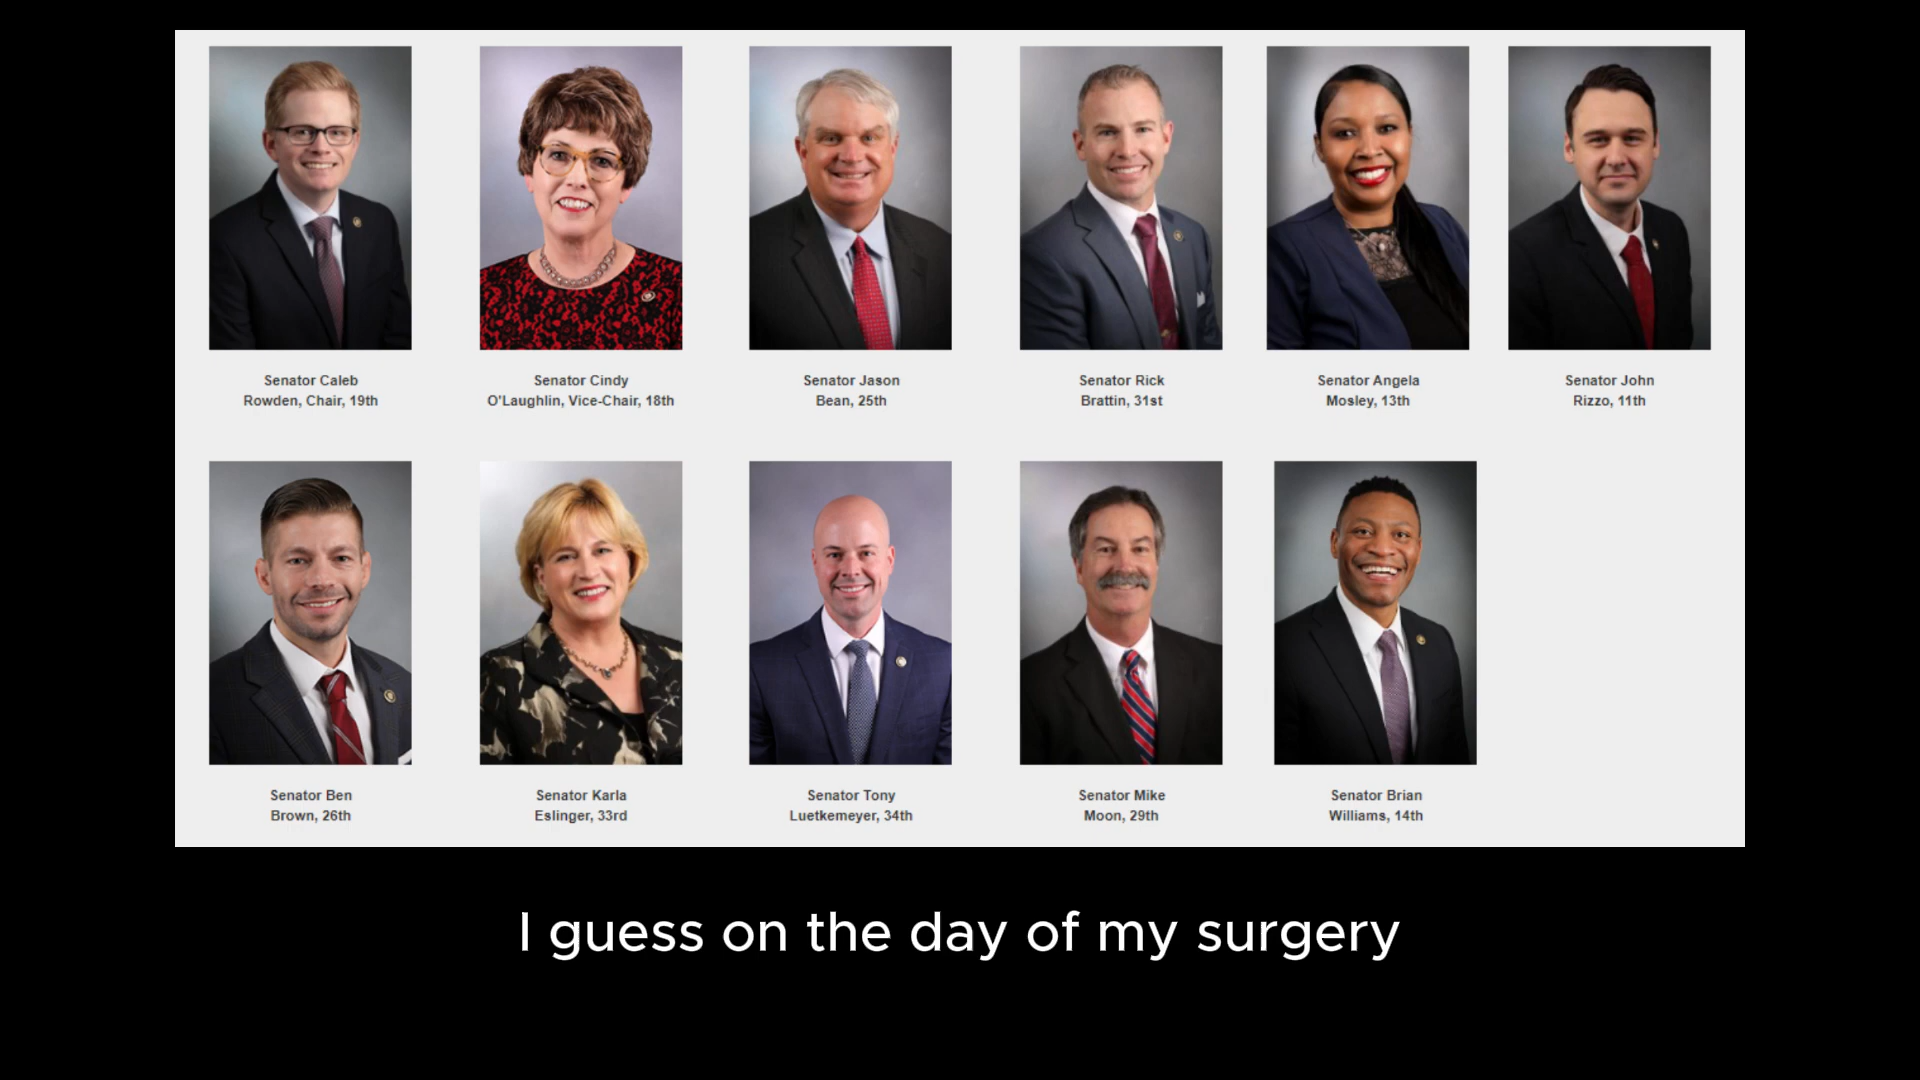 Senator Caleb
Rowden, Chair, 19th
Senator Cindy
O'Laughlin, Vice-Chair, 18th
Senator Jason
Bean, 25th
Senator Rick
Brattin, 31st
Senator Angela
Mosley, 13th
Senator John
Rizzo, 11th
Senator Ben
Brown, 26th
Senator Karla
Eslinger, 33rd
Senator Tony
Luetkemeyer, 34th
Senator Mike
Moon, 29th
Senator Brian
Williams, 14th
I guess on the day of my surgery